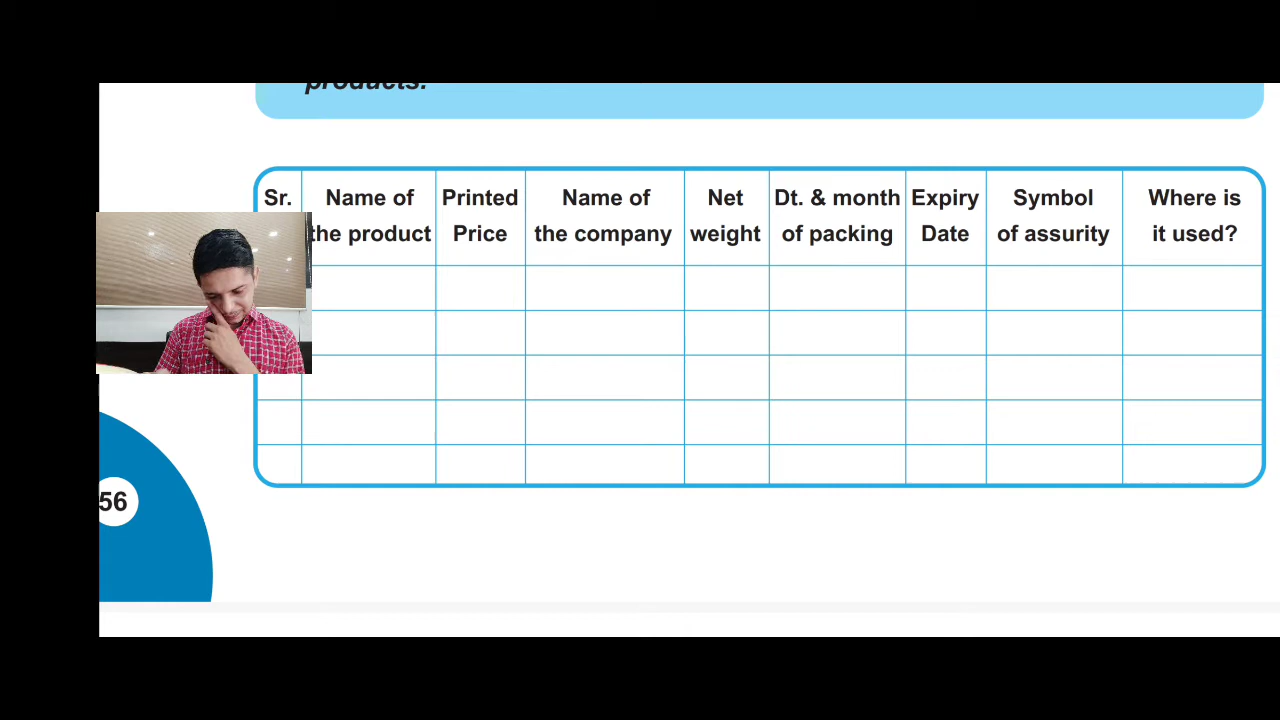 products.
Sr. Name of Printed Name of Net Dt. & month Expiry Symbol Where is
the product Price the company weight of packing Date of assurity it used?
56